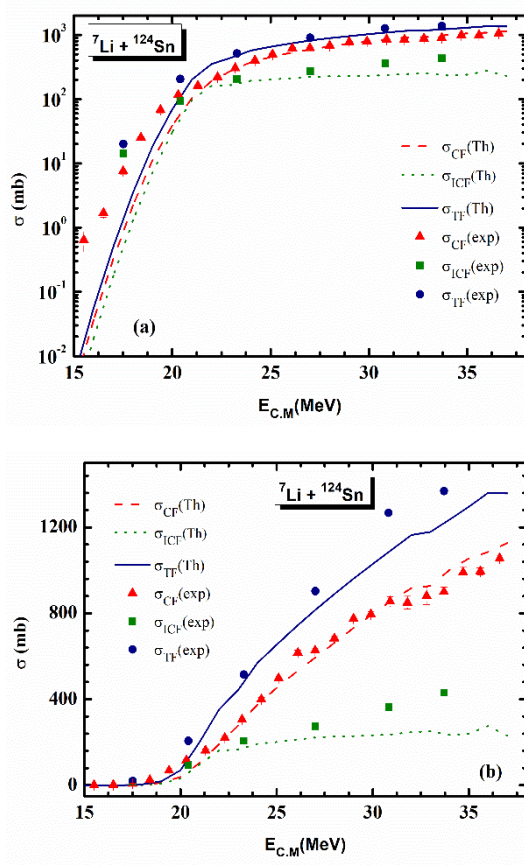 ⁷Li + ¹²⁴Sn
10³
10²
10¹
10⁰
10⁻¹
10⁻²
σ (mb)
σCF(Th)
σICF(Th)
σTF(Th)
σCF(exp)
σICF(exp)
σTF(exp)
(a)
15 20 25 30 35
E C.M(MeV)
⁷Li + ¹²⁴Sn
σCF(Th)
σICF(Th)
σTF(Th)
σCF(exp)
σICF(exp)
σTF(exp)
1200
800
400
0
σ (mb)
(b)
15 20 25 30 35
E C.M(MeV)